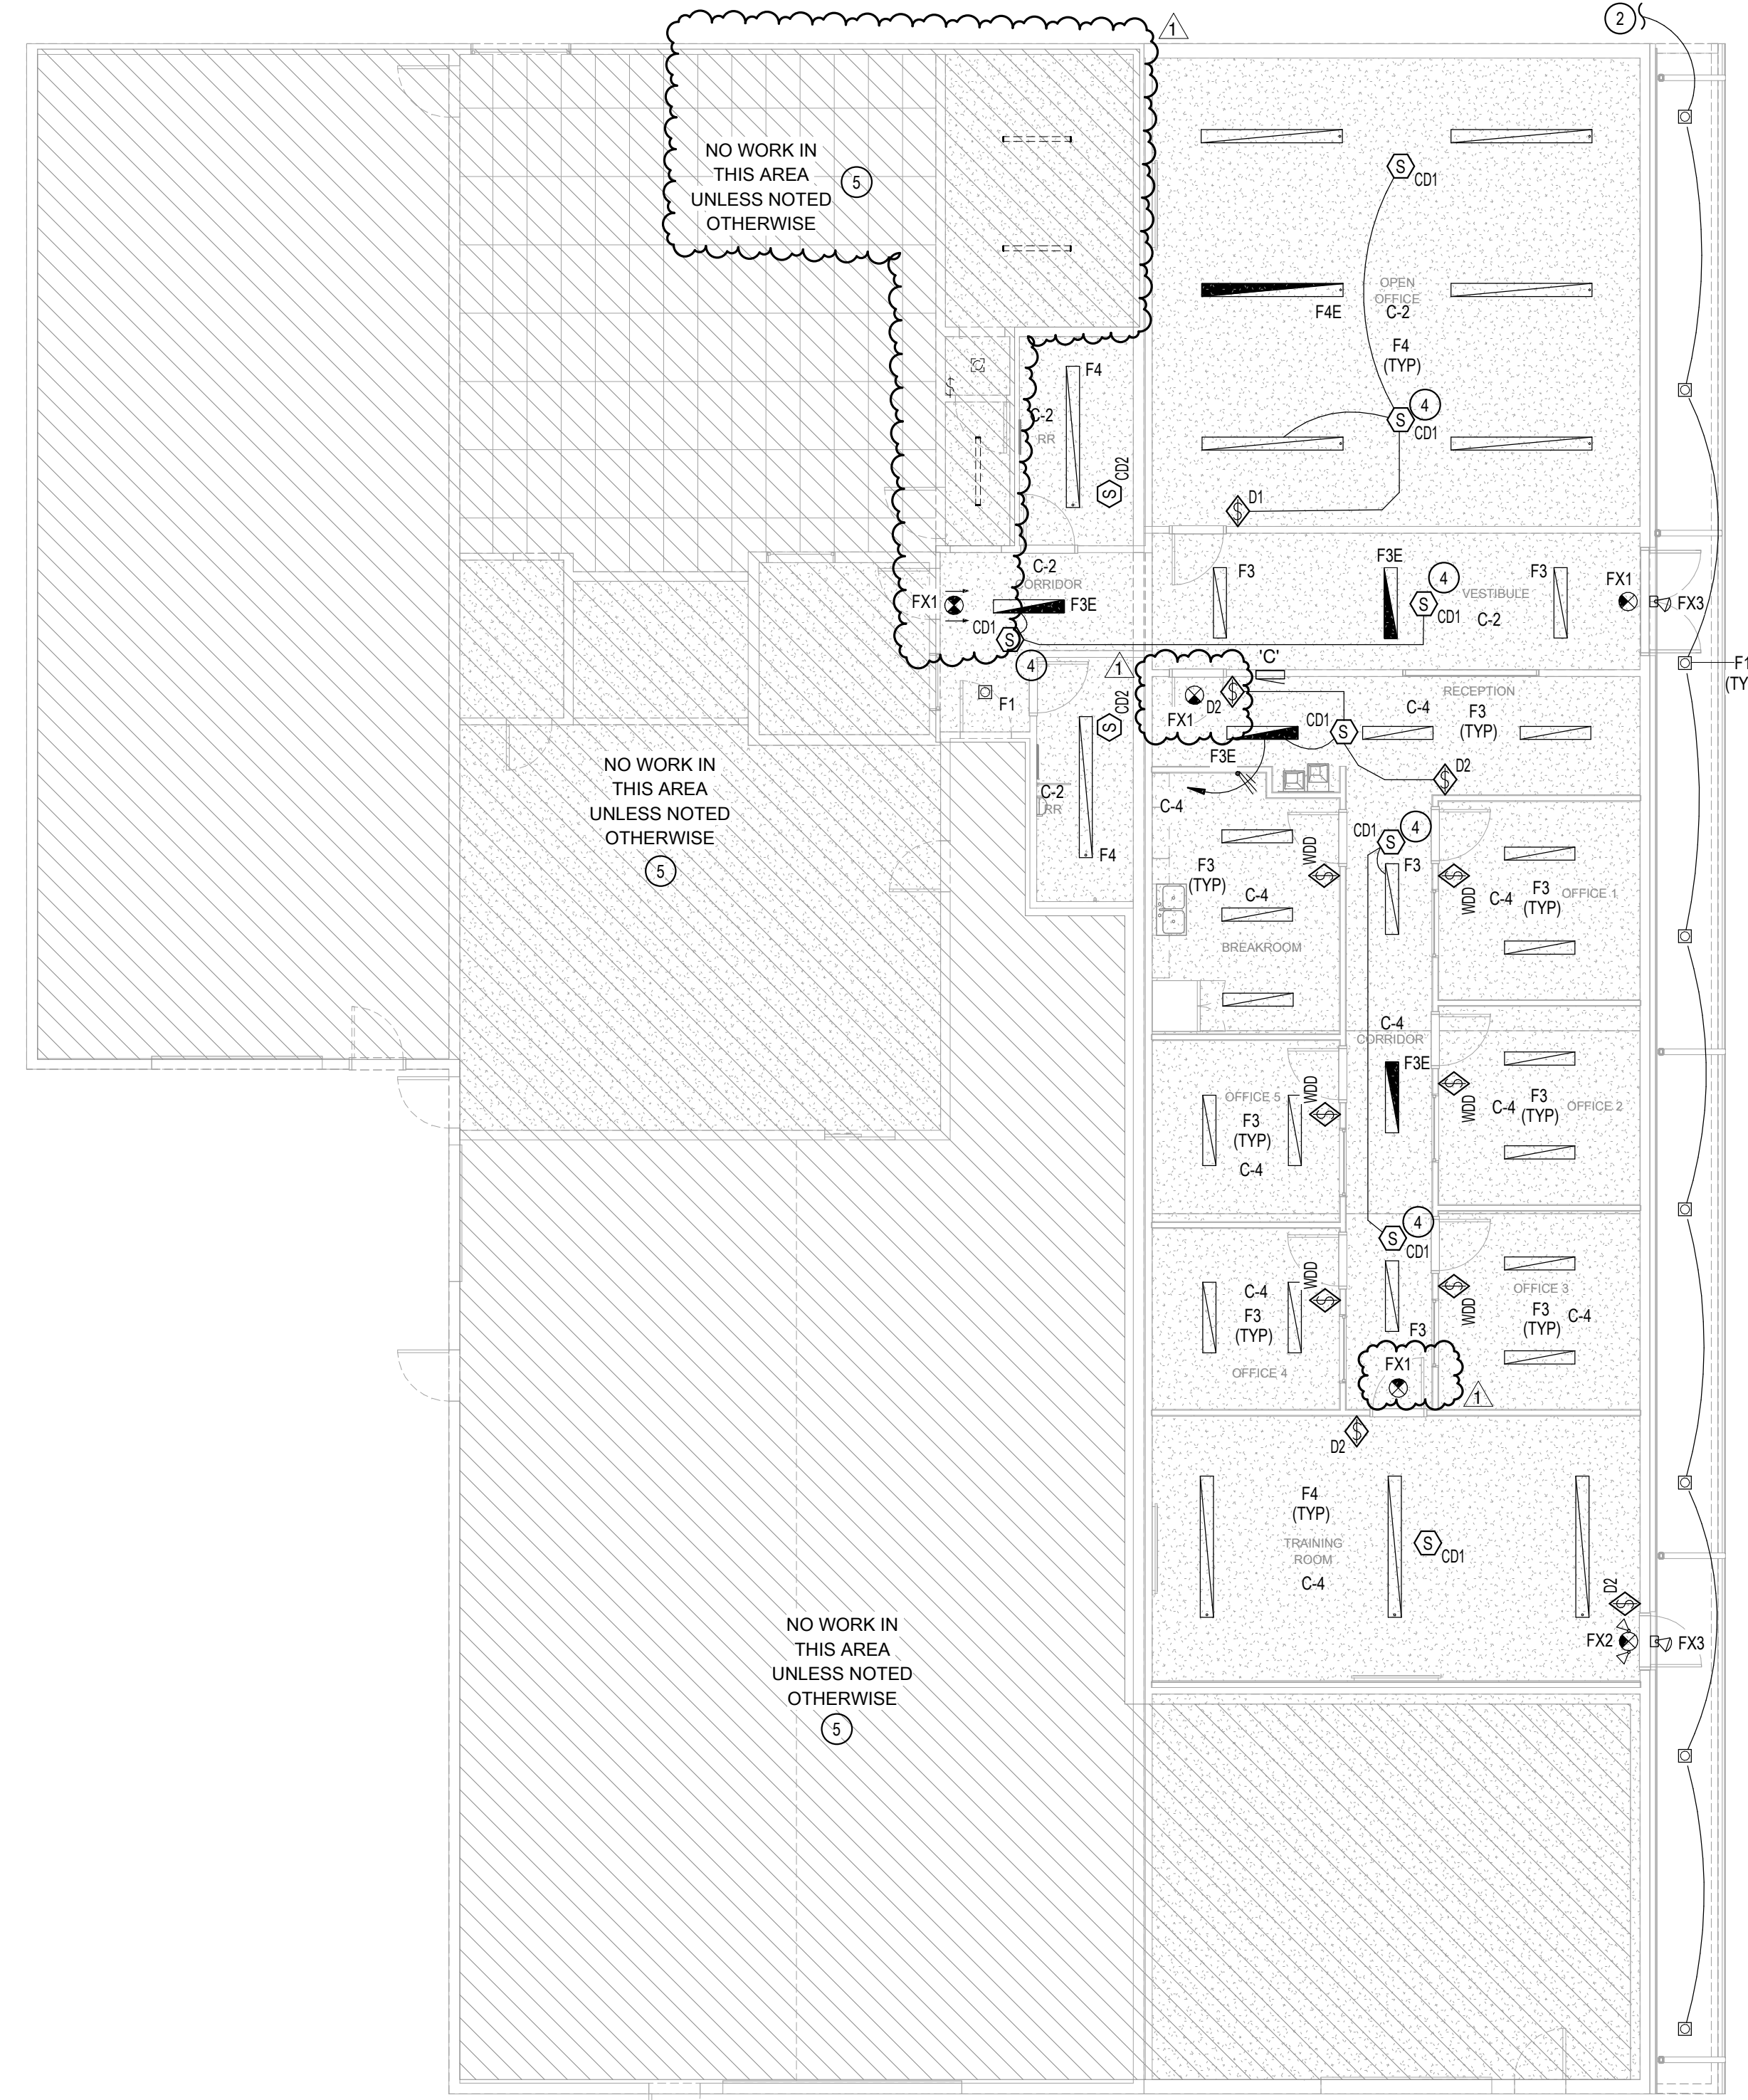 2
1
NO WORK IN
THIS AREA
UNLESS NOTED
OTHERWISE
5
S
CD1
OPEN
OFFICE
C-2
F4E
F4
(TYP)
4
S
CD1
F4
C-2
RR
S
CD2
$
D1
C-2
CORRIDOR
FX1
F3E
CD1
S
4
F3
F3E
4
S
CD1
VESTIBULE
C-2
F3
FX1
FX3
F1
(TY
1
'C'
$
D2
FX1
F3E
CD1
S
RECEPTION
C-4
F3
(TYP)
$
D2
F1
CD2
S
C-2
RR
F4
NO WORK IN
THIS AREA
UNLESS NOTED
OTHERWISE
5
C-4
F3
(TYP)
C-4
BREAKROOM
WDD
$
CD1
S
4
F3
$
WDD
C-4
F3
(TYP)
OFFICE 1
C-4
CORRIDOR
F3E
OFFICE 5
F3
(TYP)
C-4
WDD
$
$
WDD
C-4
F3
(TYP)
OFFICE 2
4
S
CD1
F3
C-4
F3
(TYP)
OFFICE 4
WDD
$
$
WDD
OFFICE 3
F3
(TYP)
C-4
FX1
1
D2
$
F4
(TYP)
TRAINING
ROOM
C-4
S
CD1
D2
$
FX2
FX3
NO WORK IN
THIS AREA
UNLESS NOTED
OTHERWISE
5